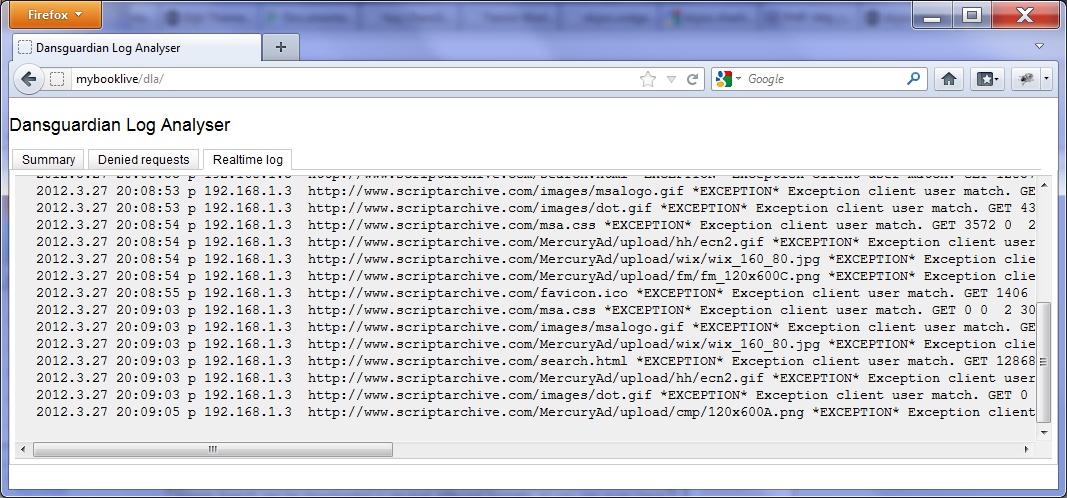 Firefox
Dansguardian Log Analyser
mybooklive/dla/
Google
Dansguardian Log Analyser
Summary Denied requests Realtime log
2012.3.27 20:08:53 p 192.168.1.3 http://www.scriptarchive.com/images/msalogo.gif *EXCEPTION* Exception client user match. GE
2012.3.27 20:08:53 p 192.168.1.3 http://www.scriptarchive.com/images/dot.gif *EXCEPTION* Exception client user match. GET 43
2012.3.27 20:08:54 p 192.168.1.3 http://www.scriptarchive.com/msa.css *EXCEPTION* Exception client user match. GET 3572 0 2
2012.3.27 20:08:54 p 192.168.1.3 http://www.scriptarchive.com/MercuryAd/upload/hh/ecn2.gif *EXCEPTION* Exception client user
2012.3.27 20:08:54 p 192.168.1.3 http://www.scriptarchive.com/MercuryAd/upload/wix/wix_160_80.jpg *EXCEPTION* Exception clie
2012.3.27 20:08:54 p 192.168.1.3 http://www.scriptarchive.com/MercuryAd/upload/fm/fm_120x600C.png *EXCEPTION* Exception clie
2012.3.27 20:08:55 p 192.168.1.3 http://www.scriptarchive.com/favicon.ico *EXCEPTION* Exception client user match. GET 1406
2012.3.27 20:09:03 p 192.168.1.3 http://www.scriptarchive.com/msa.css *EXCEPTION* Exception client user match. GET 0 0 2 30
2012.3.27 20:09:03 p 192.168.1.3 http://www.scriptarchive.com/images/msalogo.gif *EXCEPTION* Exception client user match. GE
2012.3.27 20:09:03 p 192.168.1.3 http://www.scriptarchive.com/MercuryAd/upload/wix/wix_160_80.jpg *EXCEPTION* Exception clie
2012.3.27 20:09:03 p 192.168.1.3 http://www.scriptarchive.com/search.html *EXCEPTION* Exception client user match. GET 12868
2012.3.27 20:09:03 p 192.168.1.3 http://www.scriptarchive.com/MercuryAd/upload/hh/ecn2.gif *EXCEPTION* Exception client user
2012.3.27 20:09:03 p 192.168.1.3 http://www.scriptarchive.com/images/dot.gif *EXCEPTION* Exception client user match. GET 0
2012.3.27 20:09:05 p 192.168.1.3 http://www.scriptarchive.com/MercuryAd/upload/cmp/120x600A.png *EXCEPTION* Exception client